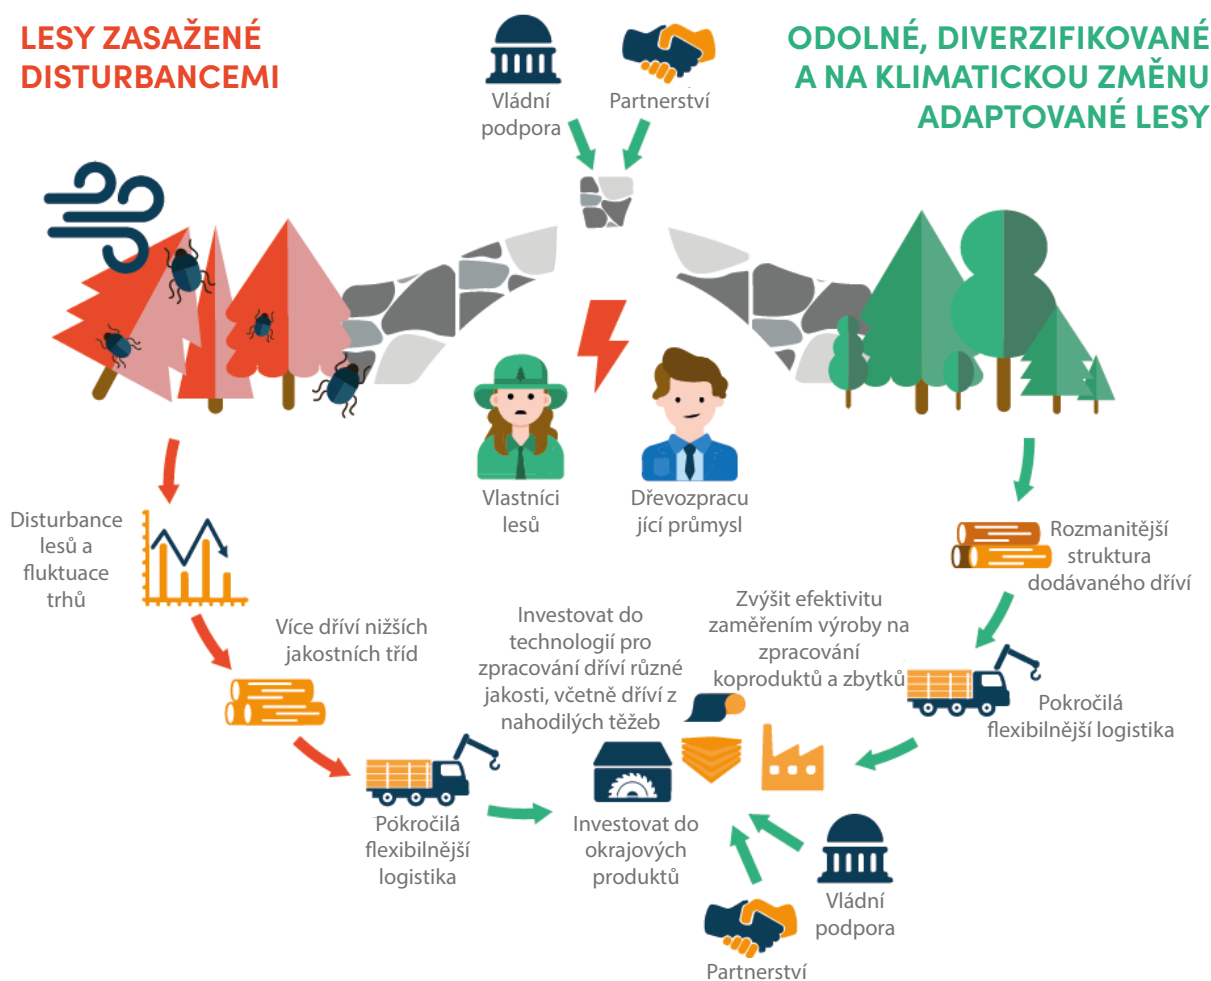 LESY ZASAŽENÉ
DISTURBANCEMI
Vládní
podpora
Partnerství
ODOLNÉ, DIVERZIFIKOVANÉ
A NA KLIMATICKOU ZMĚNU
ADAPTOVANÉ LESY
Vlastníci
lesů
Dřevozpracu
jící průmysl
Disturbance
lesů a
fluktuace
trhů
Více dříví nižších
jakostních tříd
Pokročilá
flexibilnější
logistika
Investovat do
technologií pro
zpracování dříví různé
jakosti, včetně dříví z
nahodilých těžeb
Zvýšit efektivitu
zaměřením výroby na
zpracování
koproduktů a zbytků
Rozmanitější
struktura
dodávaného dříví
Pokročilá
flexibilnější logistika
Investovat do
okrajových
produktů
Vládní
podpora
Partnerství